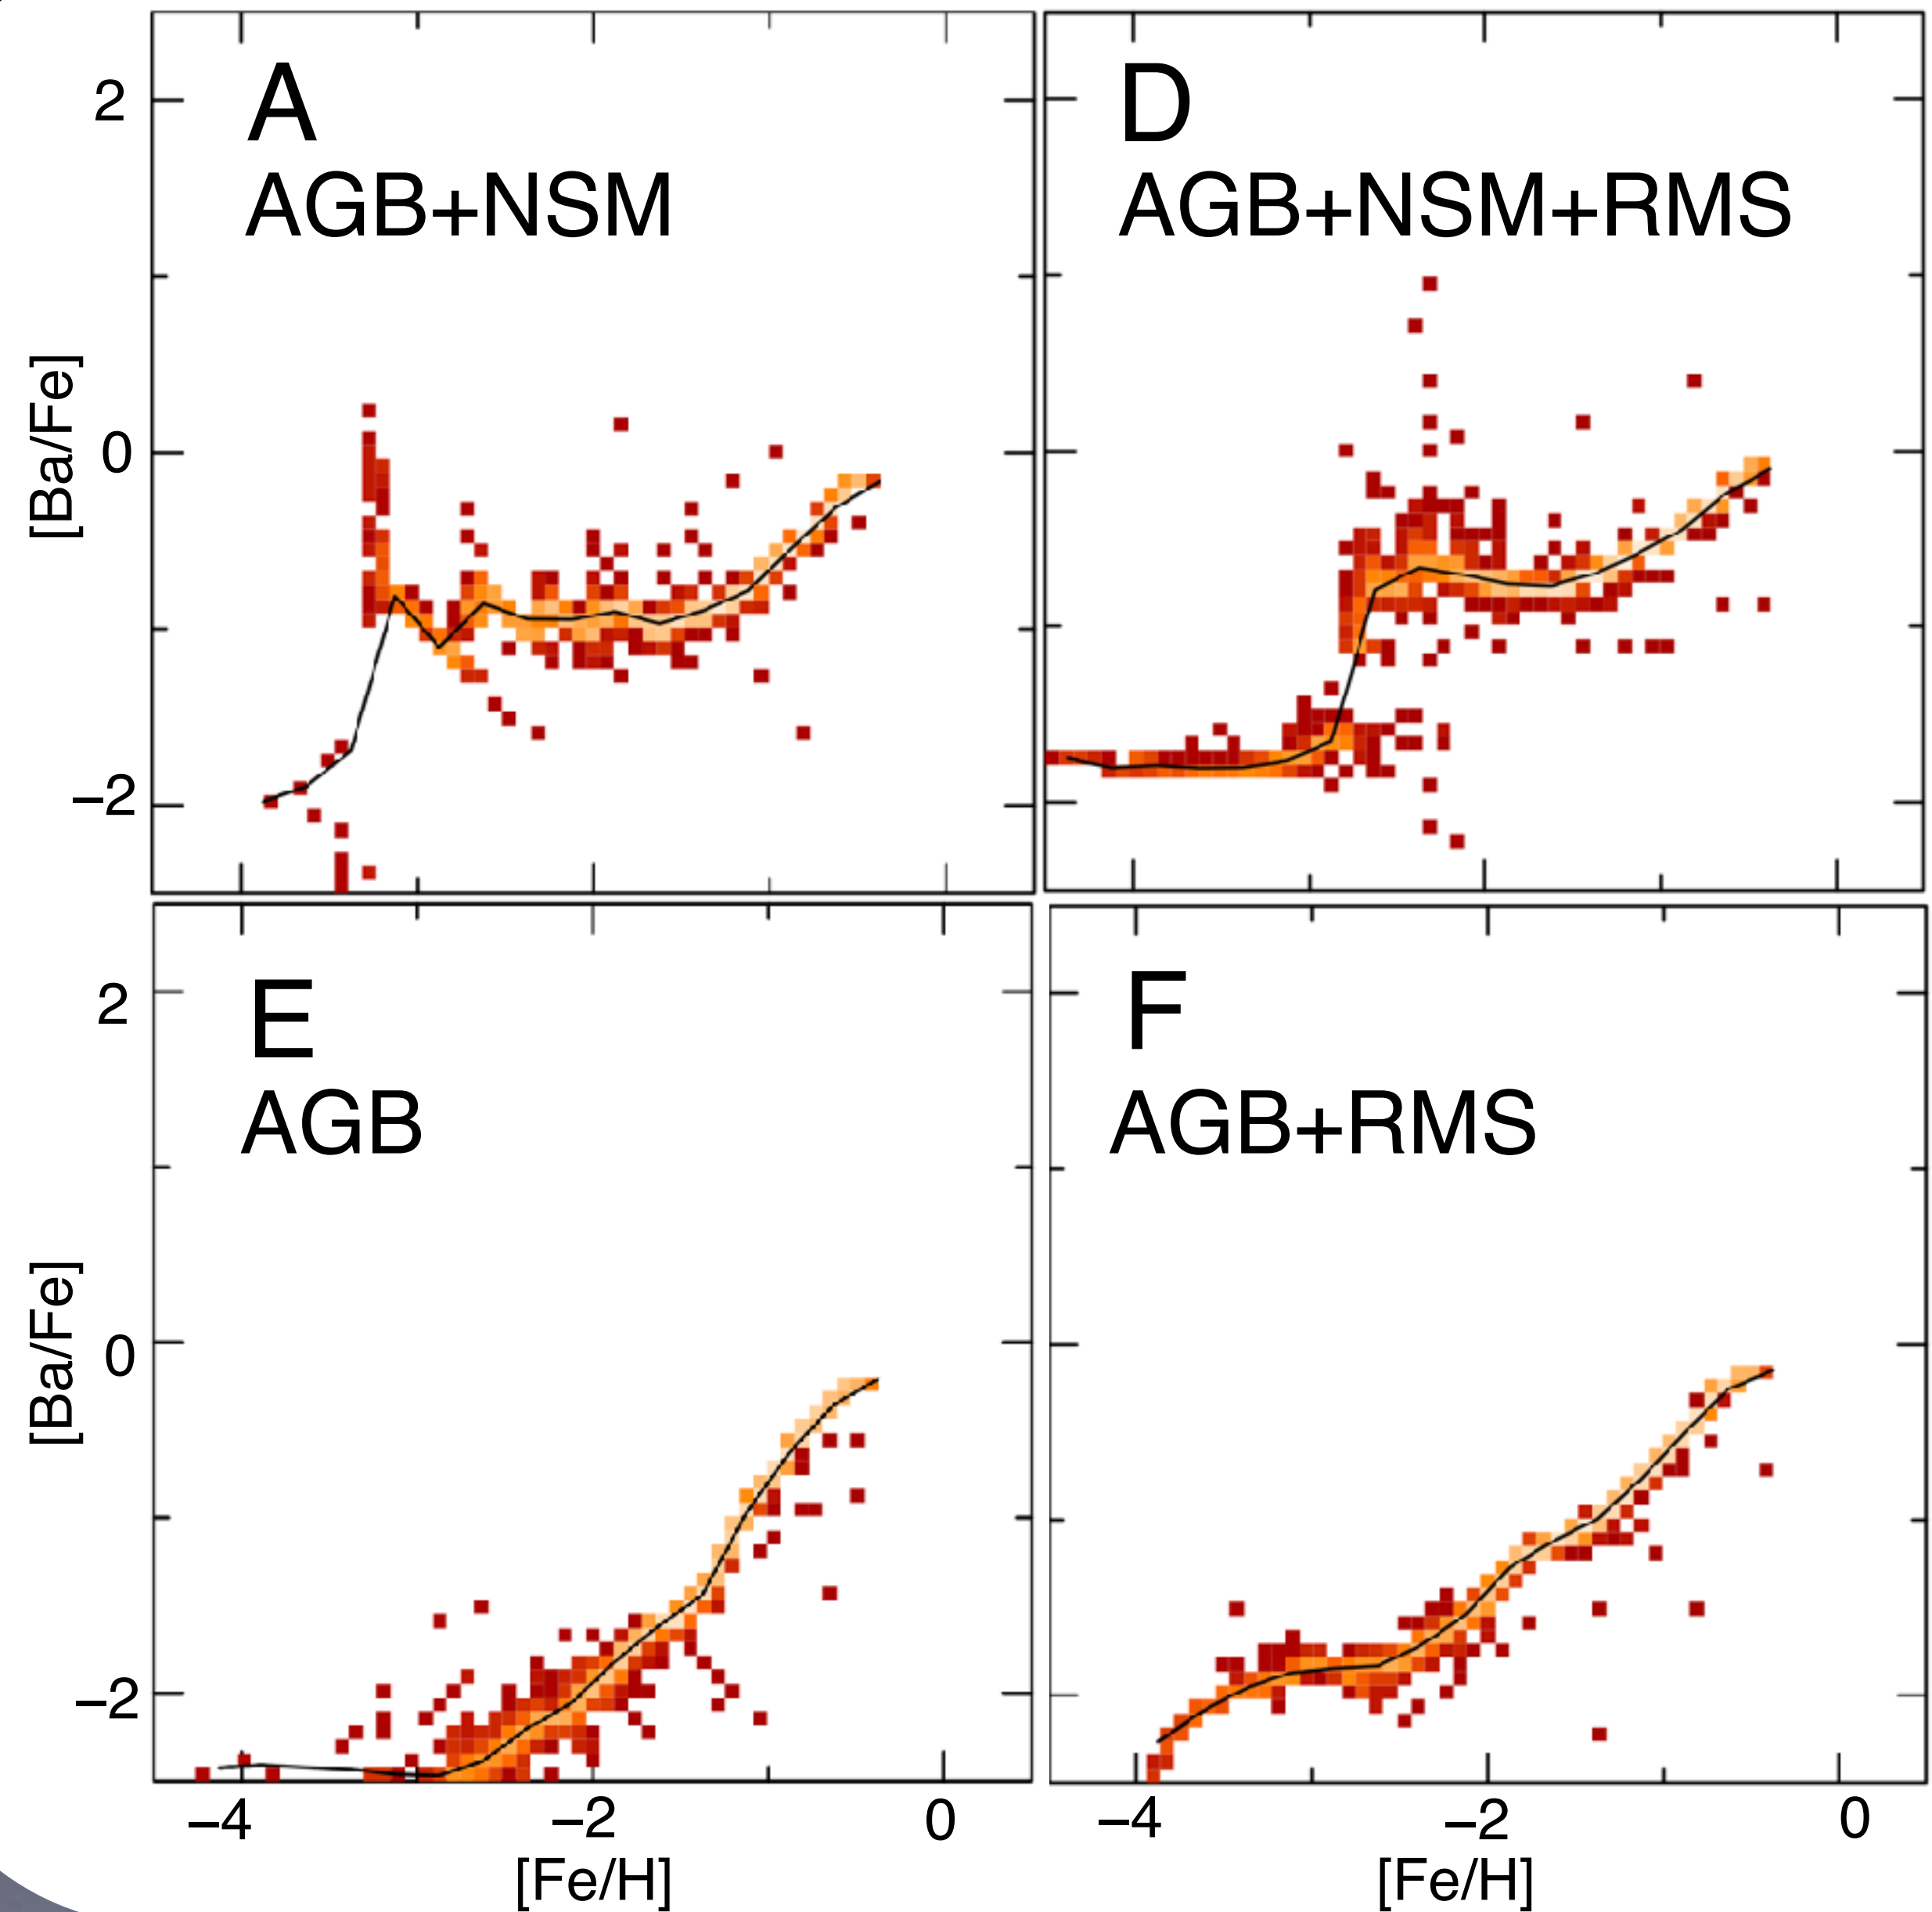 A
AGB+NSM
D
AGB+NSM+RMS
2
0
−2
[Ba/Fe]
E
AGB
F
AGB+RMS
2
0
−2
[Ba/Fe]
−4
−2
0
−4
−2
0
[Fe/H]
[Fe/H]